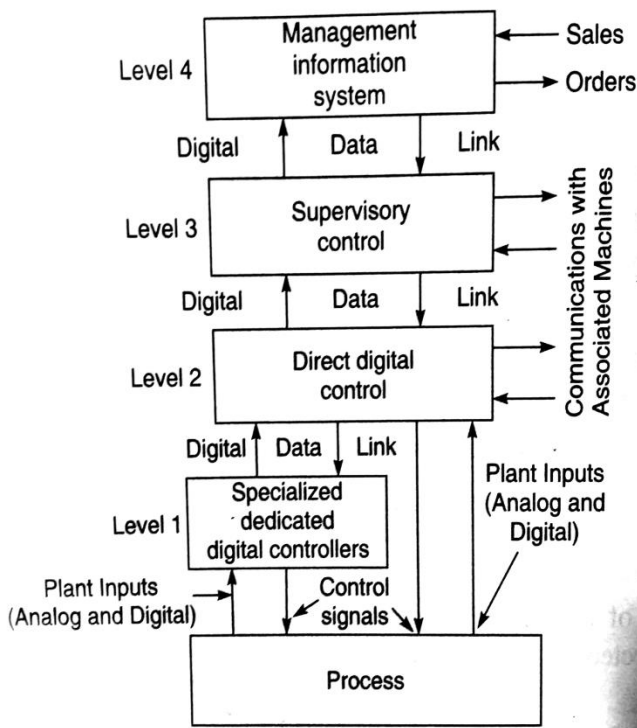 Management
information
system
Level 4
Sales
Orders
Digital Data Link
Supervisory
control
Level 3
Communications with
Associated Machines
Digital Data Link
Direct digital
control
Level 2
Digital Data Link
Specialized
dedicated
digital controllers
Level 1
Plant Inputs
(Analog and
Digital)
Plant Inputs
(Analog and Digital)
Control
signals
Process
of